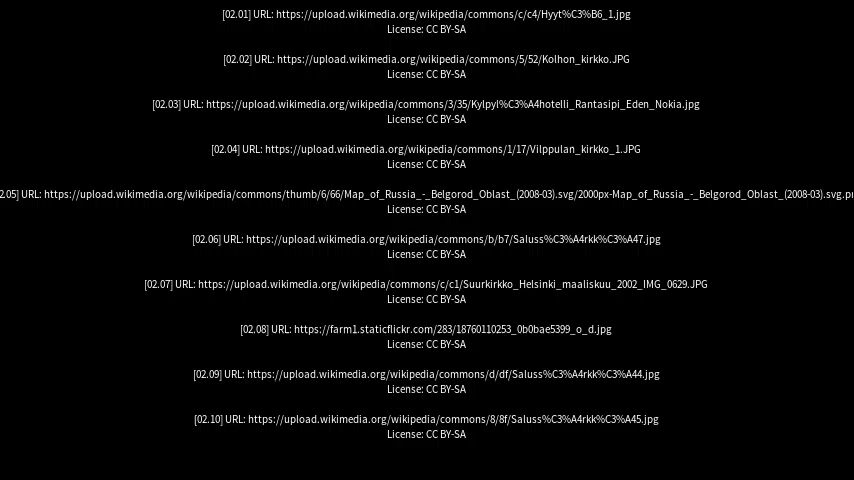 [02.01] URL: https://upload.wikimedia.org/wikipedia/commons/c/c4/Hyyt%C3%B6_1.jpg
License: CC BY-SA
[02.02] URL: https://upload.wikimedia.org/wikipedia/commons/5/52/Kolhon_kirkko.JPG
License: CC BY-SA
[02.03] URL: https://upload.wikimedia.org/wikipedia/commons/3/35/Kylpyl%C3%A4hotelli_Rantasipi_Eden_Nokia.jpg
License: CC BY-SA
[02.04] URL: https://upload.wikimedia.org/wikipedia/commons/1/17/Vilppulan_kirkko_1.JPG
License: CC BY-SA
2.05] URL: https://upload.wikimedia.org/wikipedia/commons/thumb/6/66/Map_of_Russia_-_Belgorod_Oblast_(2008-03).svg/2000px-Map_of_Russia_-_Belgorod_Oblast_(2008-03).svg.p
License: CC BY-SA
[02.06] URL: https://upload.wikimedia.org/wikipedia/commons/b/b7/Saluss%C3%A4rkk%C3%A47.jpg
License: CC BY-SA
[02.07] URL: https://upload.wikimedia.org/wikipedia/commons/c/c1/Suurkirkko_Helsinki_maaliskuu_2002_IMG_0629.JPG
License: CC BY-SA
[02.08] URL: https://farm1.staticflickr.com/283/18760110253_0b0bae5399_o_d.jpg
License: CC BY-SA
[02.09] URL: https://upload.wikimedia.org/wikipedia/commons/d/df/Saluss%C3%A4rkk%C3%A44.jpg
License: CC BY-SA
[02.10] URL: https://upload.wikimedia.org/wikipedia/commons/8/8f/Saluss%C3%A4rkk%C3%A45.jpg
License: CC BY-SA